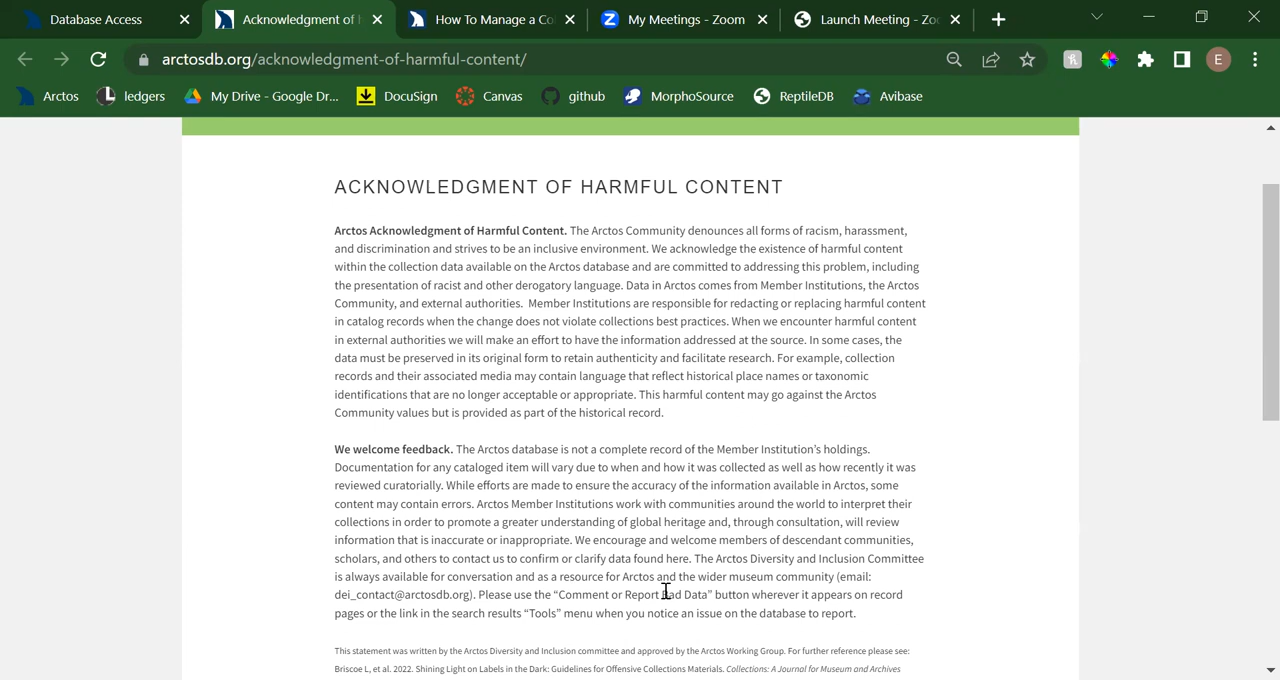 Database Access
Acknowledgment of
How To Manage a Co
My Meetings - Zoom
Launch Meeting - Zo
arctosdb.org/acknowledgment-of-harmful-content/
E
Arctos
ledgers
My Drive - Google Dr...
DocuSign
Canvas
github
MorphoSource
ReptileDB
Avibase
ACKNOWLEDGMENT OF HARMFUL CONTENT
Arctos Acknowledgment of Harmful Content. The Arctos Community denounces all forms of racism, harassment,
and discrimination and strives to be an inclusive environment. We acknowledge the existence of harmful content
within the collection data available on the Arctos database and are committed to addressing this problem, including
the presentation of racist and other derogatory language. Data in Arctos comes from Member Institutions, the Arctos
Community, and external authorities. Member Institutions are responsible for redacting or replacing harmful content
in catalog records when the change does not violate collections best practices. When we encounter harmful content
in external authorities we will make an effort to have the information addressed at the source. In some cases, the
data must be preserved in its original form to retain authenticity and facilitate research. For example, collection
records and their associated media may contain language that reflect historical place names or taxonomic
identifications that are no longer acceptable or appropriate. This harmful content may go against the Arctos
Community values but is provided as part of the historical record.
We welcome feedback. The Arctos database is not a complete record of the Member Institution's holdings.
Documentation for any cataloged item will vary due to when and how it was collected as well as how recently it was
reviewed curatorially. While efforts are made to ensure the accuracy of the information available in Arctos, some
content may contain errors. Arctos Member Institutions work with communities around the world to interpret their
collections in order to promote a greater understanding of global heritage and, through consultation, will review
information that is inaccurate or inappropriate. We encourage and welcome members of descendant communities,
scholars, and others to contact us to confirm or clarify data found here. The Arctos Diversity and Inclusion Committee
is always available for conversation and as a resource for Arctos and the wider museum community (email:
dei_contact@arctosdb.org). Please use the “Comment or Report Bad Data” button wherever it appears on record
pages or the link in the search results “Tools” menu when you notice an issue on the database to report.
This statement was written by the Arctos Diversity and Inclusion committee and approved by the Arctos Working Group. For further reference please see:
Briscoe L, et al. 2022. Shining Light on Labels in the Dark: Guidelines for Offensive Collections Materials. Collections: A Journal for Museum and Archives